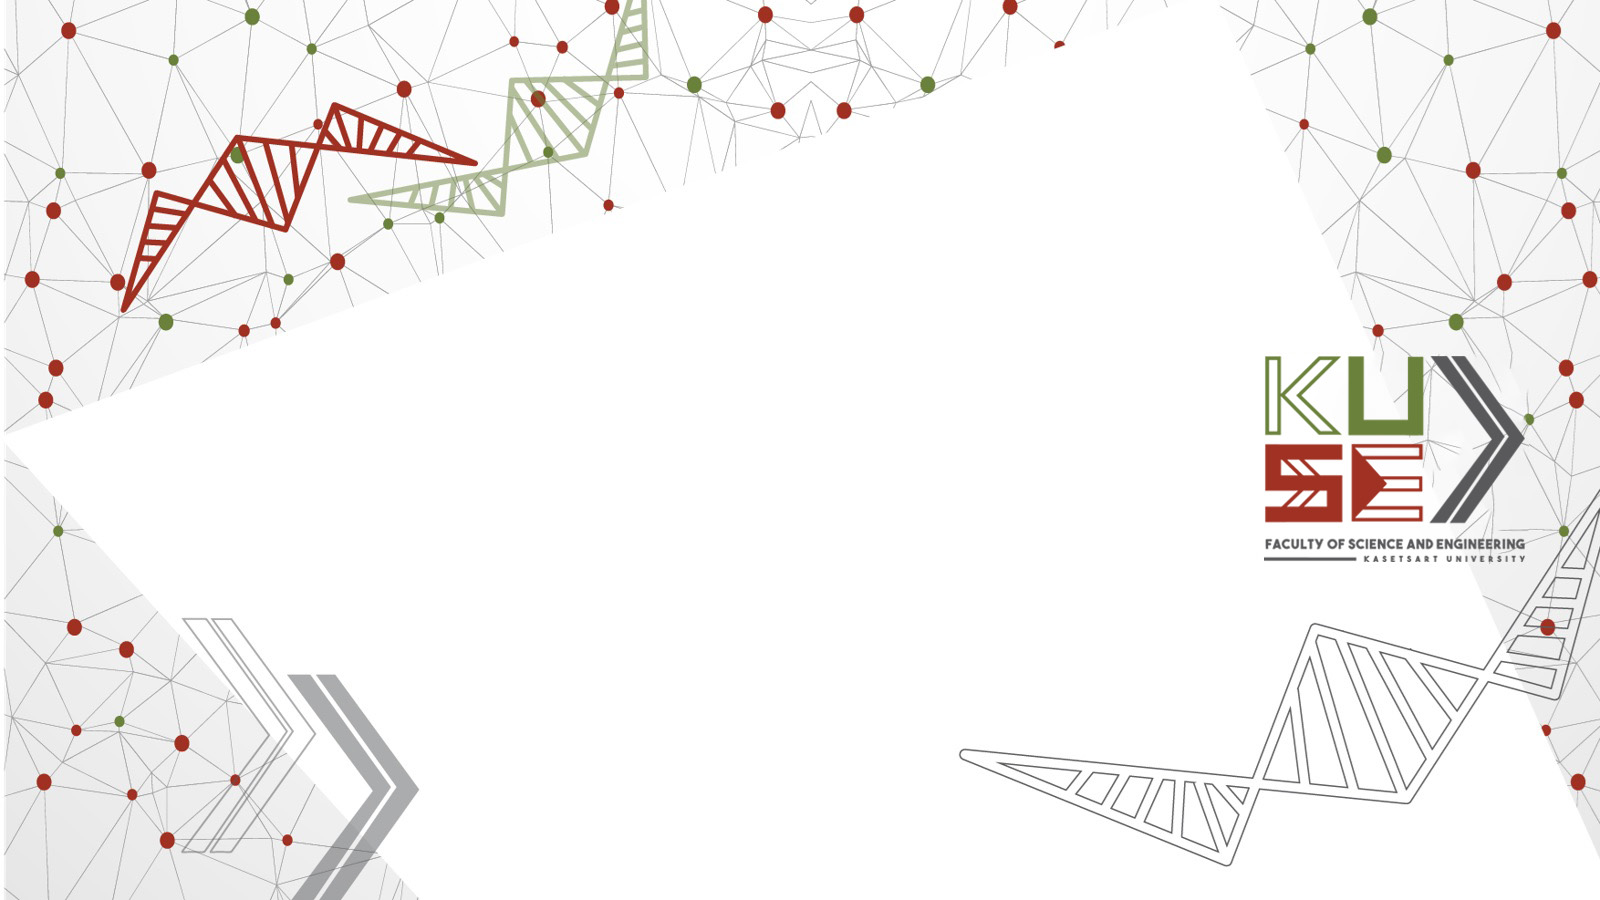 KU
SE
FACULTY OF SCIENCE AND ENGINEERING
KASETSART UNIVERSITY